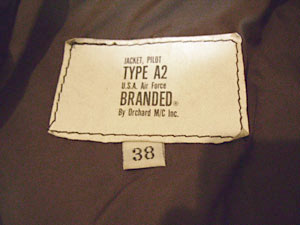 JACKET, PILOT
TYPE A2
U.S. Air Force
BRANDED®
By Orchard M/C Inc.
38